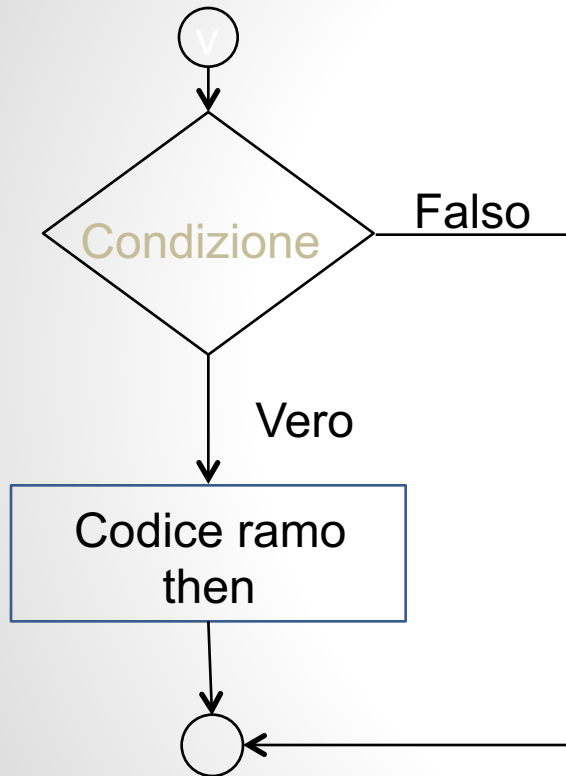 v
Condizione
Falso
Vero
Codice ramo
then